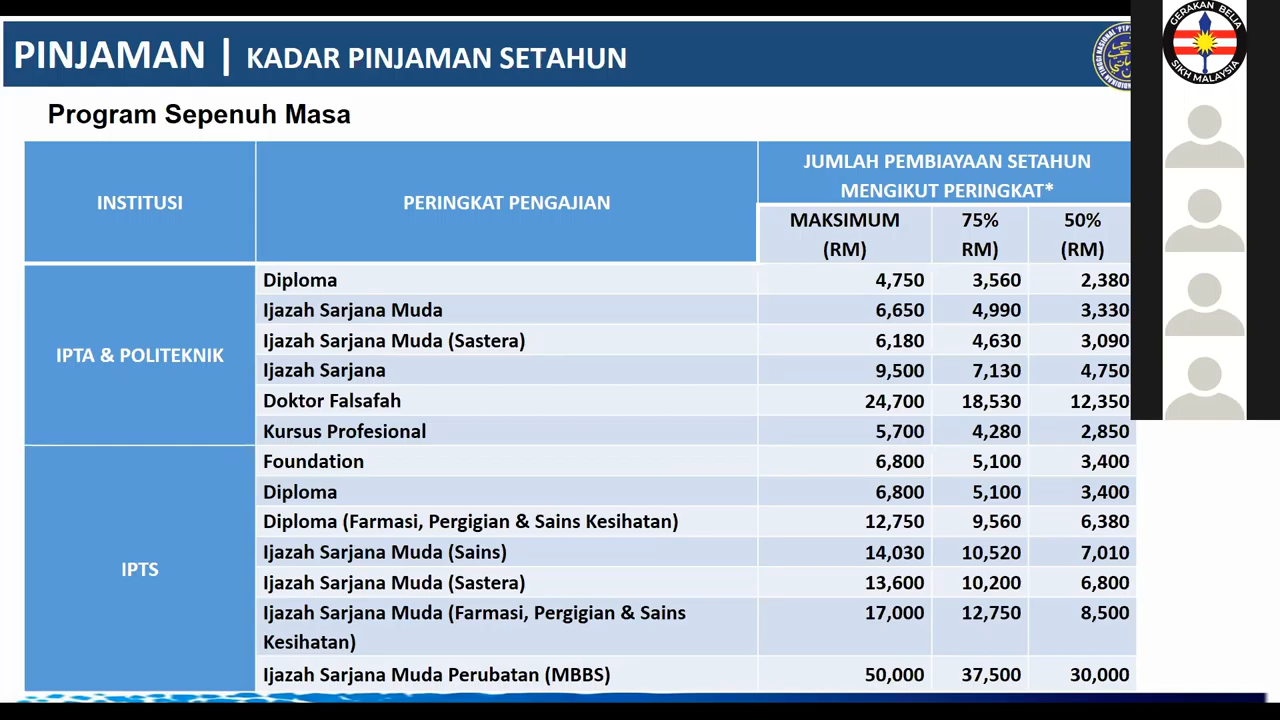 PINJAMAN | KADAR PINJAMAN SETAHUN
GERAKAN BELIA
SIKH MALAYSIA
Program Sepenuh Masa
INSTITUSI PERINGKAT PENGAJIAN JUMLAH PEMBIAYAAN SETAHUN
MENGIKUT PERINGKAT*
MAKSIMUM 75% 50%
(RM) RM) (RM)
IPTA & POLITEKNIK
Diploma 4,750 3,560 2,380
Ijazah Sarjana Muda 6,650 4,990 3,330
Ijazah Sarjana Muda (Sastera) 6,180 4,630 3,090
Ijazah Sarjana 9,500 7,130 4,750
Doktor Falsafah 24,700 18,530 12,350
Kursus Profesional 5,700 4,280 2,850
IPTS
Foundation 6,800 5,100 3,400
Diploma 6,800 5,100 3,400
Diploma (Farmasi, Pergigian & Sains Kesihatan) 12,750 9,560 6,380
Ijazah Sarjana Muda (Sains) 14,030 10,520 7,010
Ijazah Sarjana Muda (Sastera) 13,600 10,200 6,800
Ijazah Sarjana Muda (Farmasi, Pergigian & Sains 17,000 12,750 8,500
Kesihatan)
Ijazah Sarjana Muda Perubatan (MBBS) 50,000 37,500 30,000